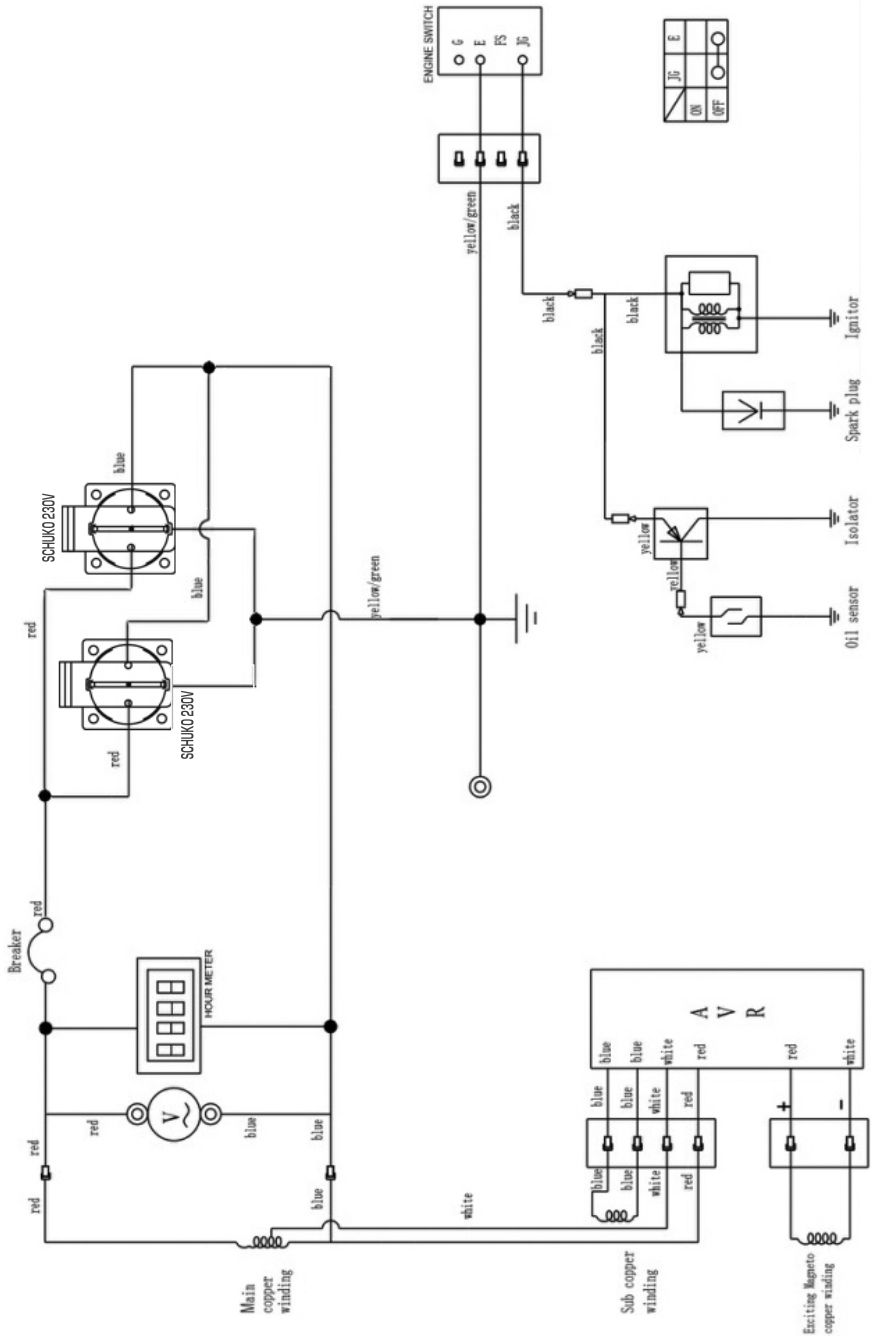 ENGINE SWITCH
G
E
FS
JG
JG
E
ON
OFF
yellow/green
black
black
black
black
Ignitor
Spark plug
Isolator
Oil sensor
yellow
yellow
yellow
SCHUKO 230V
SCHUKO 230V
blue
blue
red
red
yellow/green
Breaker
red
HOUR METER
V
red
blue
red
blue
red
blue
white
Main
copper
winding
AVR
blue
blue
white
red
red
white
blue
blue
white
red
+
-
blue
blue
white
red
Sub copper
winding
Exciting Magneto
copper winding